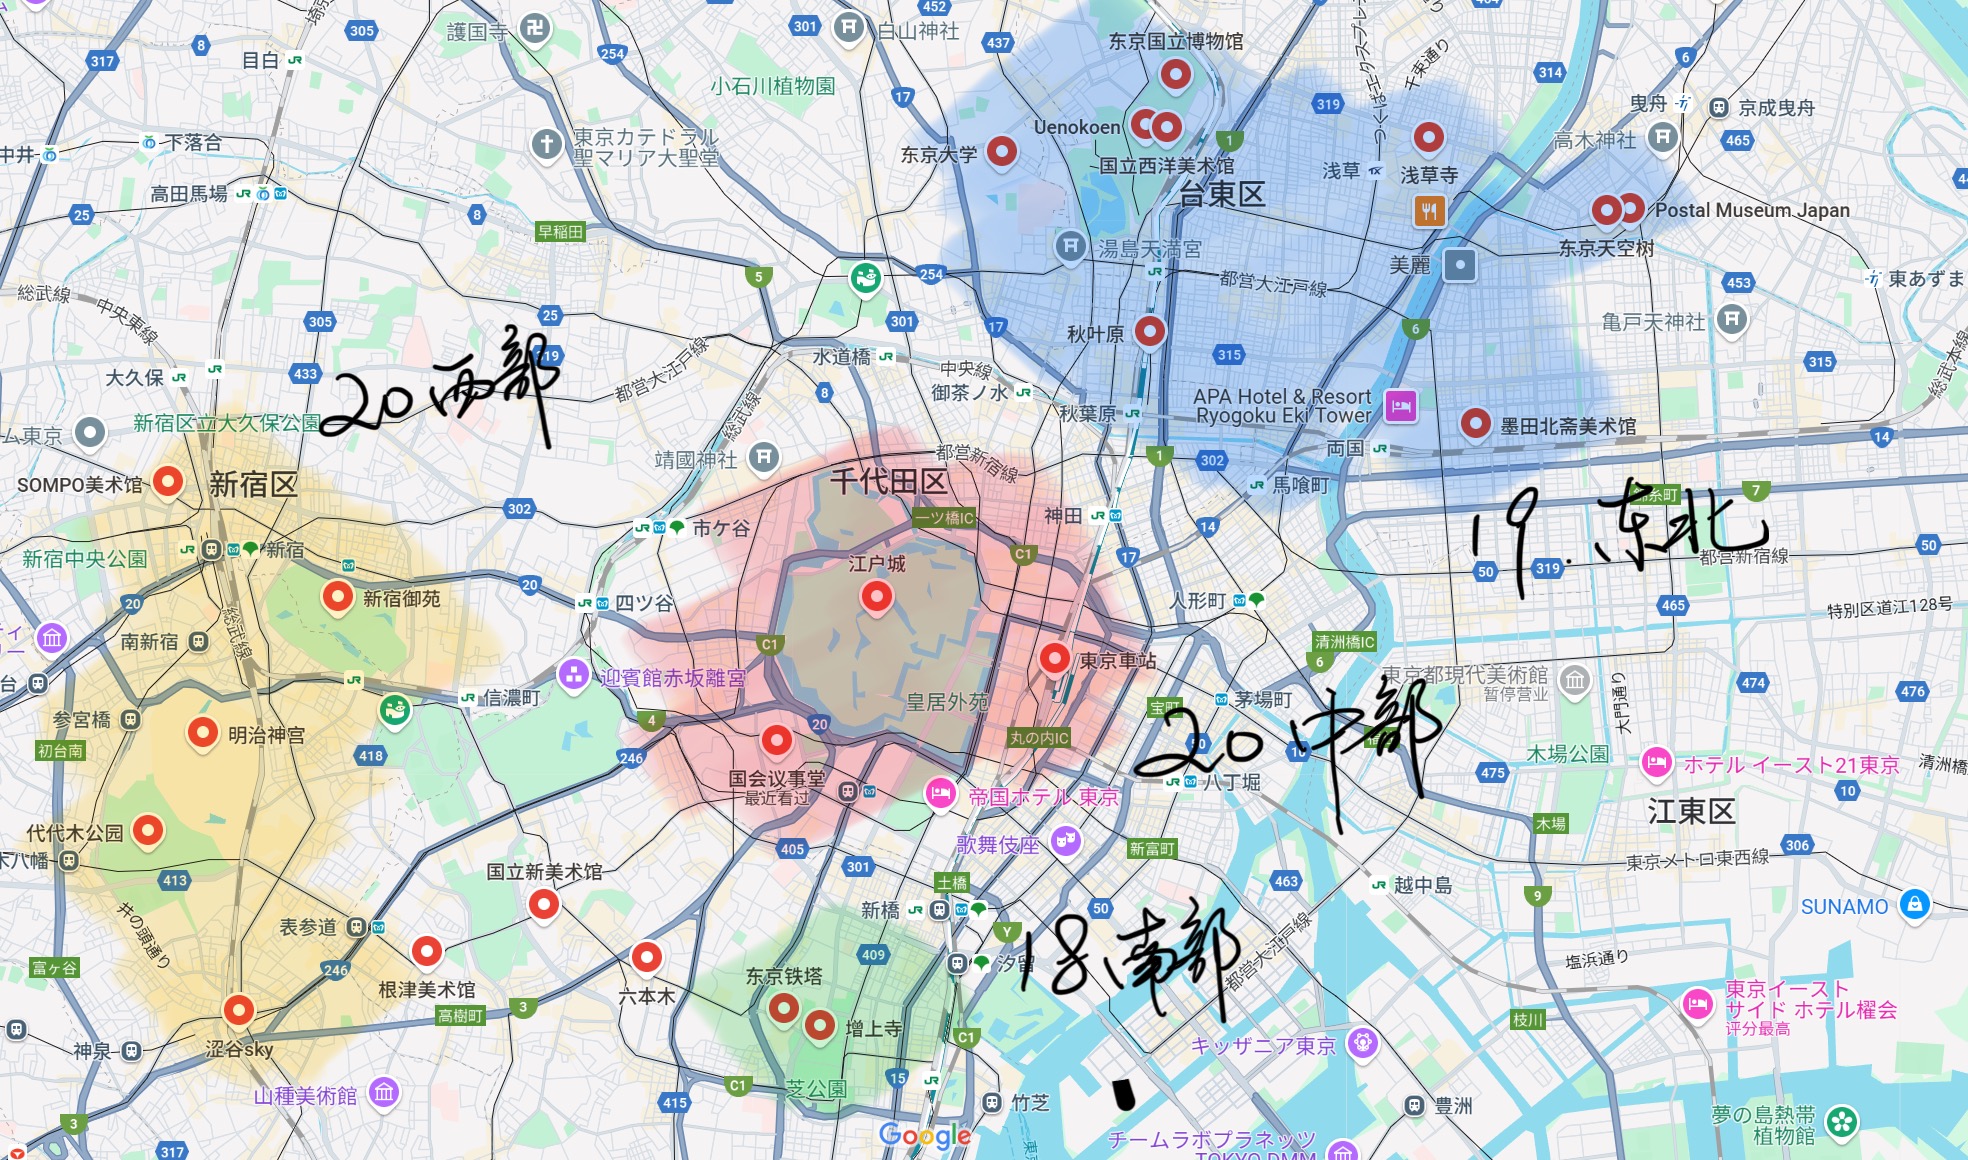 452
301
白山神社
437
305
護国寺
8
317
目白
254
小石川植物園
17
东京国立博物馆
314
6
曳舟
京成曳舟
319
千束通り
1
Uenokoen
东京大学
国立西洋美术馆
台東区
浅草
浅草寺
高木神社
465
中井
下落合
東京カテドラル
聖マリア大聖堂
高田馬場
25
8
早稲田
Postal Museum Japan
东京天空树
湯島天満宮
美麗
都営大江戸線
453
東あずま
亀戸天神社
総武線
中央東線
305
25
5
254
301
17
秋叶原
315
6
315
総武本線
大久保
433
319
20西部
都営大江戸線
総武線
水道橋
中央線
御茶ノ水
8
APA Hotel & Resort
Ryogoku Eki Tower
秋葉原
墨田北斋美术馆
14
新宿区立大久保公園
ム東京
靖國神社
都営新宿線
1
302
両国
馬喰町
SOMPO美术馆
新宿区
千代田区
一ツ橋IC
神田
14
錦糸町
7
19.东北
302
市ケ谷
新宿中央公園
新宿
江户城
C1
17
50
319
都営新宿線
50
20
20
新宿御苑
四ツ谷
人形町
465
特別区道江128号
南新宿
総武線
C1
東京車站
清洲橋IC
6
東京都現代美術館
暂停营业
大門通り
474
476
信濃町
迎賓館赤坂離宮
皇居外苑
宝町
茅場町
参宮橋
初台南
明治神宮
418
4
246
20
丸の内IC
20中部
10
木場公園
475
ホテル イースト21東京
清洲橋
10
国会议事堂
最近看过
帝国ホテル 東京
八丁堀
江東区
代代木公园
405
301
歌舞伎座
新富町
木場
306
東京メトロ東西線
413
国立新美术馆
土橋
463
越中島
9
SUNAMO
井の頭通り
表参道
新橋
50
Y
409
汐留
18、南部
都営大江戸線
塩浜通り
富ヶ谷
246
根津美术馆
六本木
东京铁塔
増上寺
高樹町
3
枝川
東京イースト
サイド ホテル櫂会
评分最高
神泉
涩谷sky
C1
キッザニア東京
山種美術館
415
C1
芝公園
15
竹芝
豊洲
夢の島熱帯
植物館
3
317
Google
チームラボプラネッツ
TOKYO DMM